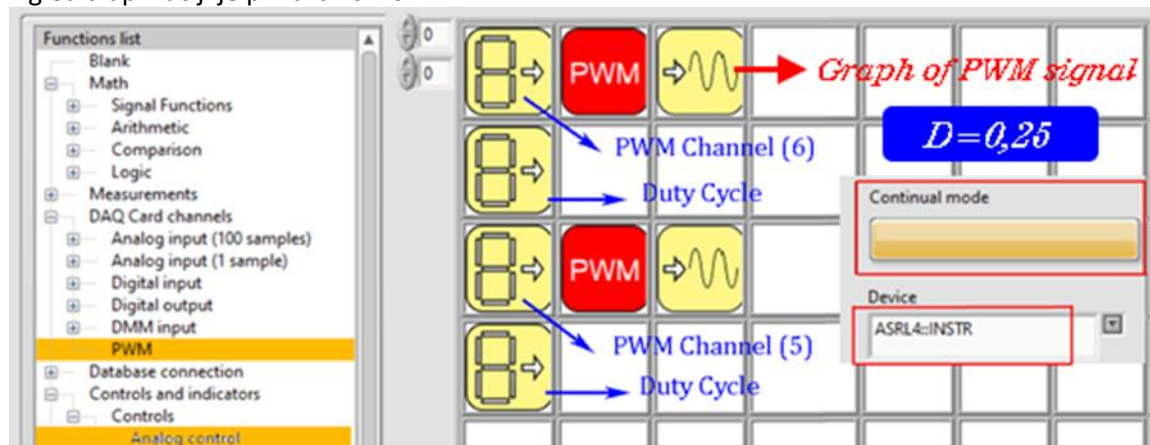 Functions list
Blank
Math
Signal Functions
Arithmetic
Comparison
Logic
Measurements
DAQ Card channels
Analog input (100 samples)
Analog input (1 sample)
Digital input
Digital output
DMM input
PWM
Database connection
Controls and indicators
Controls
Analog control
0
0
PWM
Graph of PWM signal
D=0,25
PWM Channel (6)
Duty Cycle
PWM
PWM Channel (5)
Duty Cycle
Continual mode
Device
ASRL4::INSTR